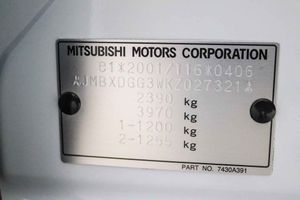 MITSUBISHI MOTORS CORPORATION
e1*2001/116*0406
JMBXDGG3WKZ027321
2390 kg
3970 kg
1-1200 kg
2-1255 kg
PART NO. 7430A391